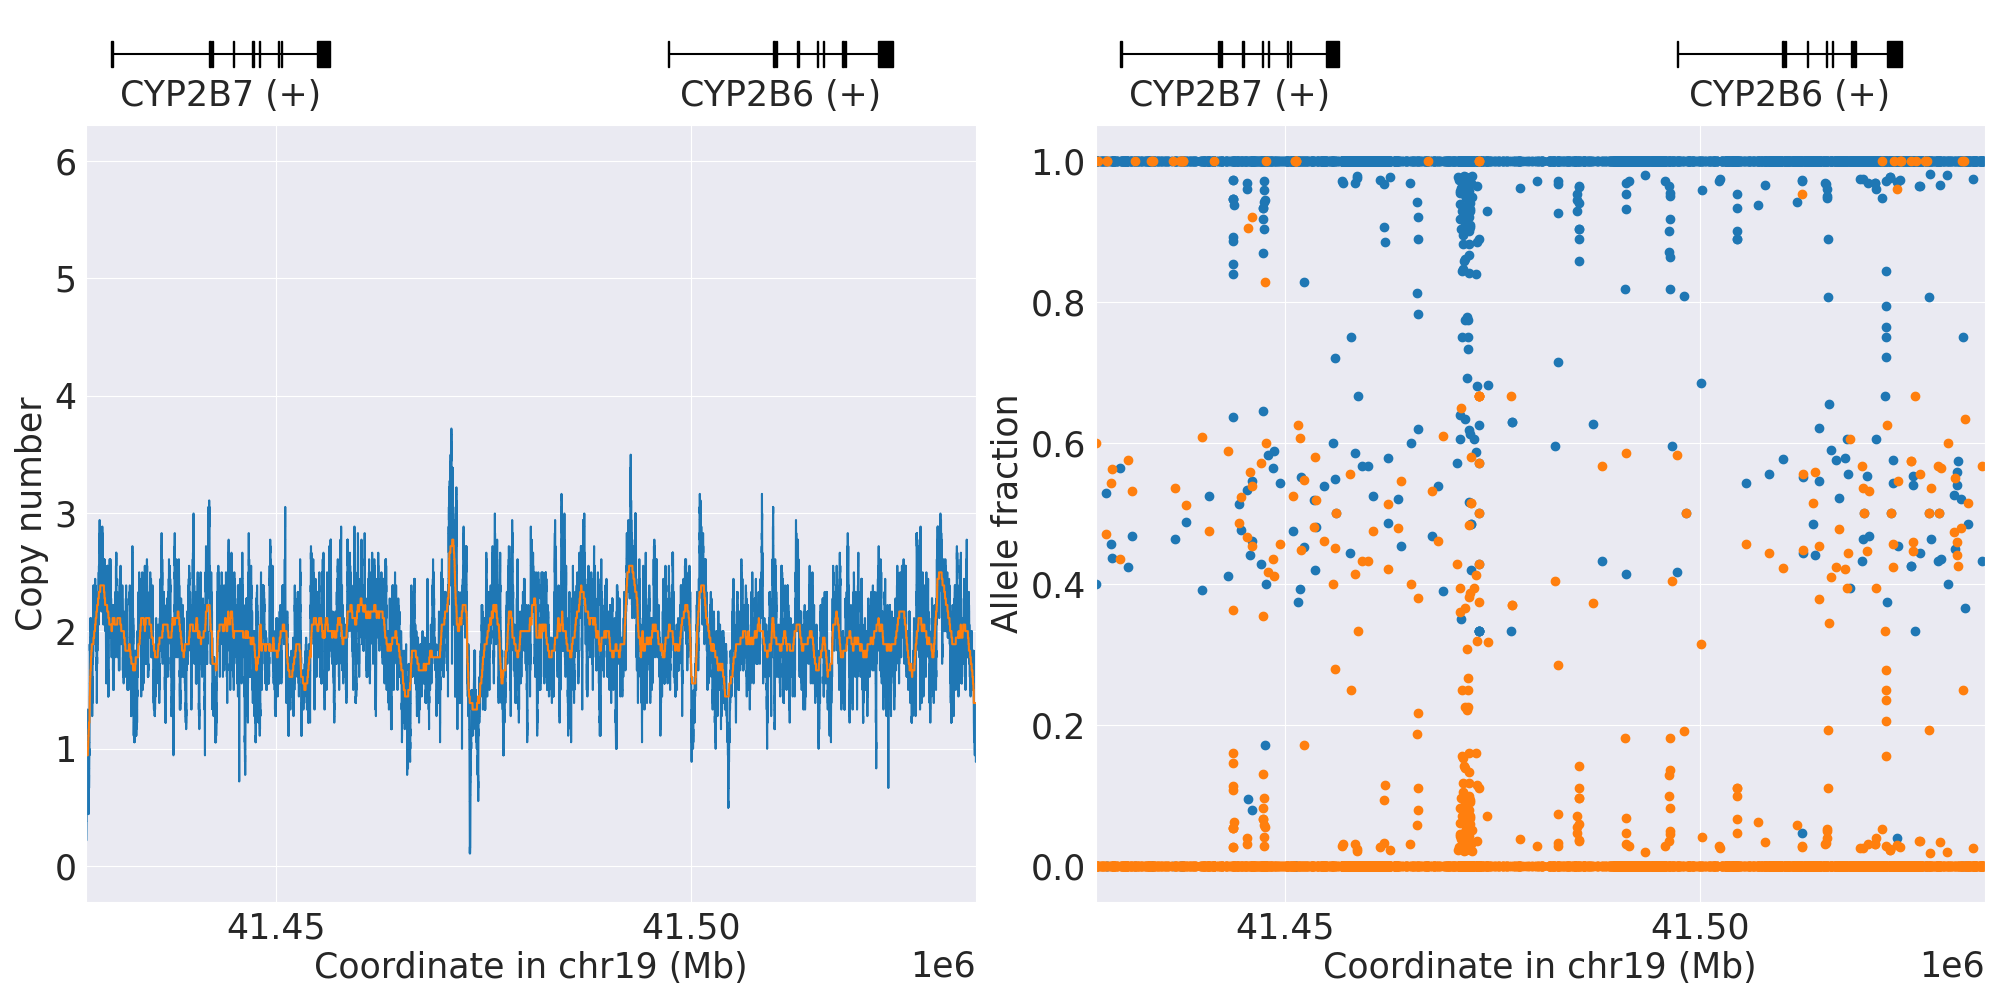 CYP2B7 (+) CYP2B6 (+)
6
5
4
3
2
1
0
Copy number
41.45 41.50
Coordinate in chr19 (Mb) 1e6
CYP2B7 (+) CYP2B6 (+)
1.0
0.8
0.6
0.4
0.2
0.0
Allele fraction
41.45 41.50
Coordinate in chr19 (Mb) 1e6